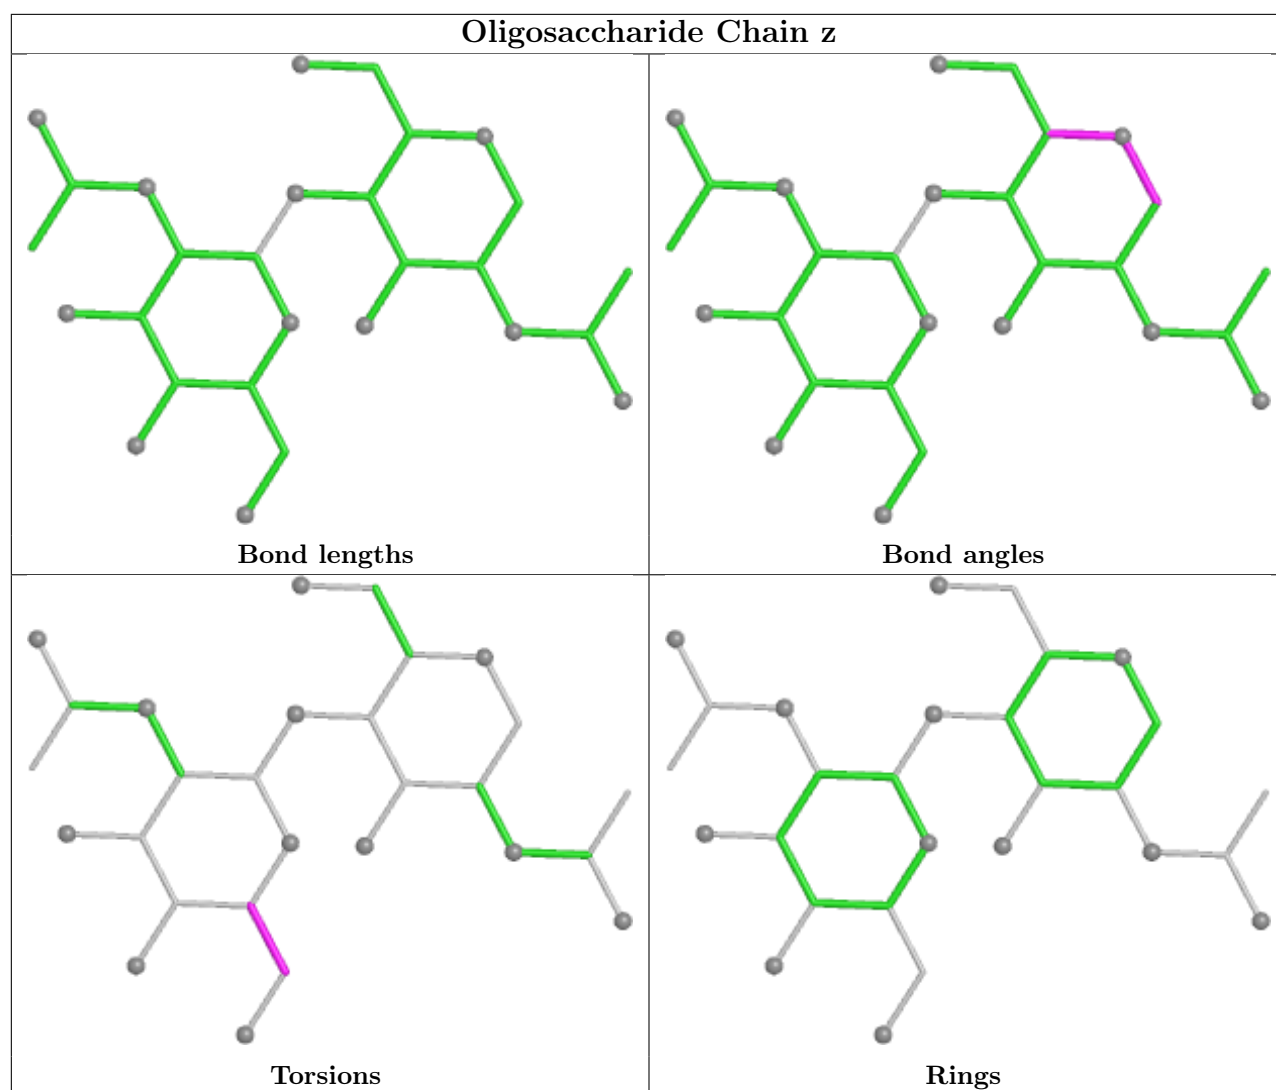 Oligosaccharide Chain z
Bond lengths
Bond angles
Torsions
Rings